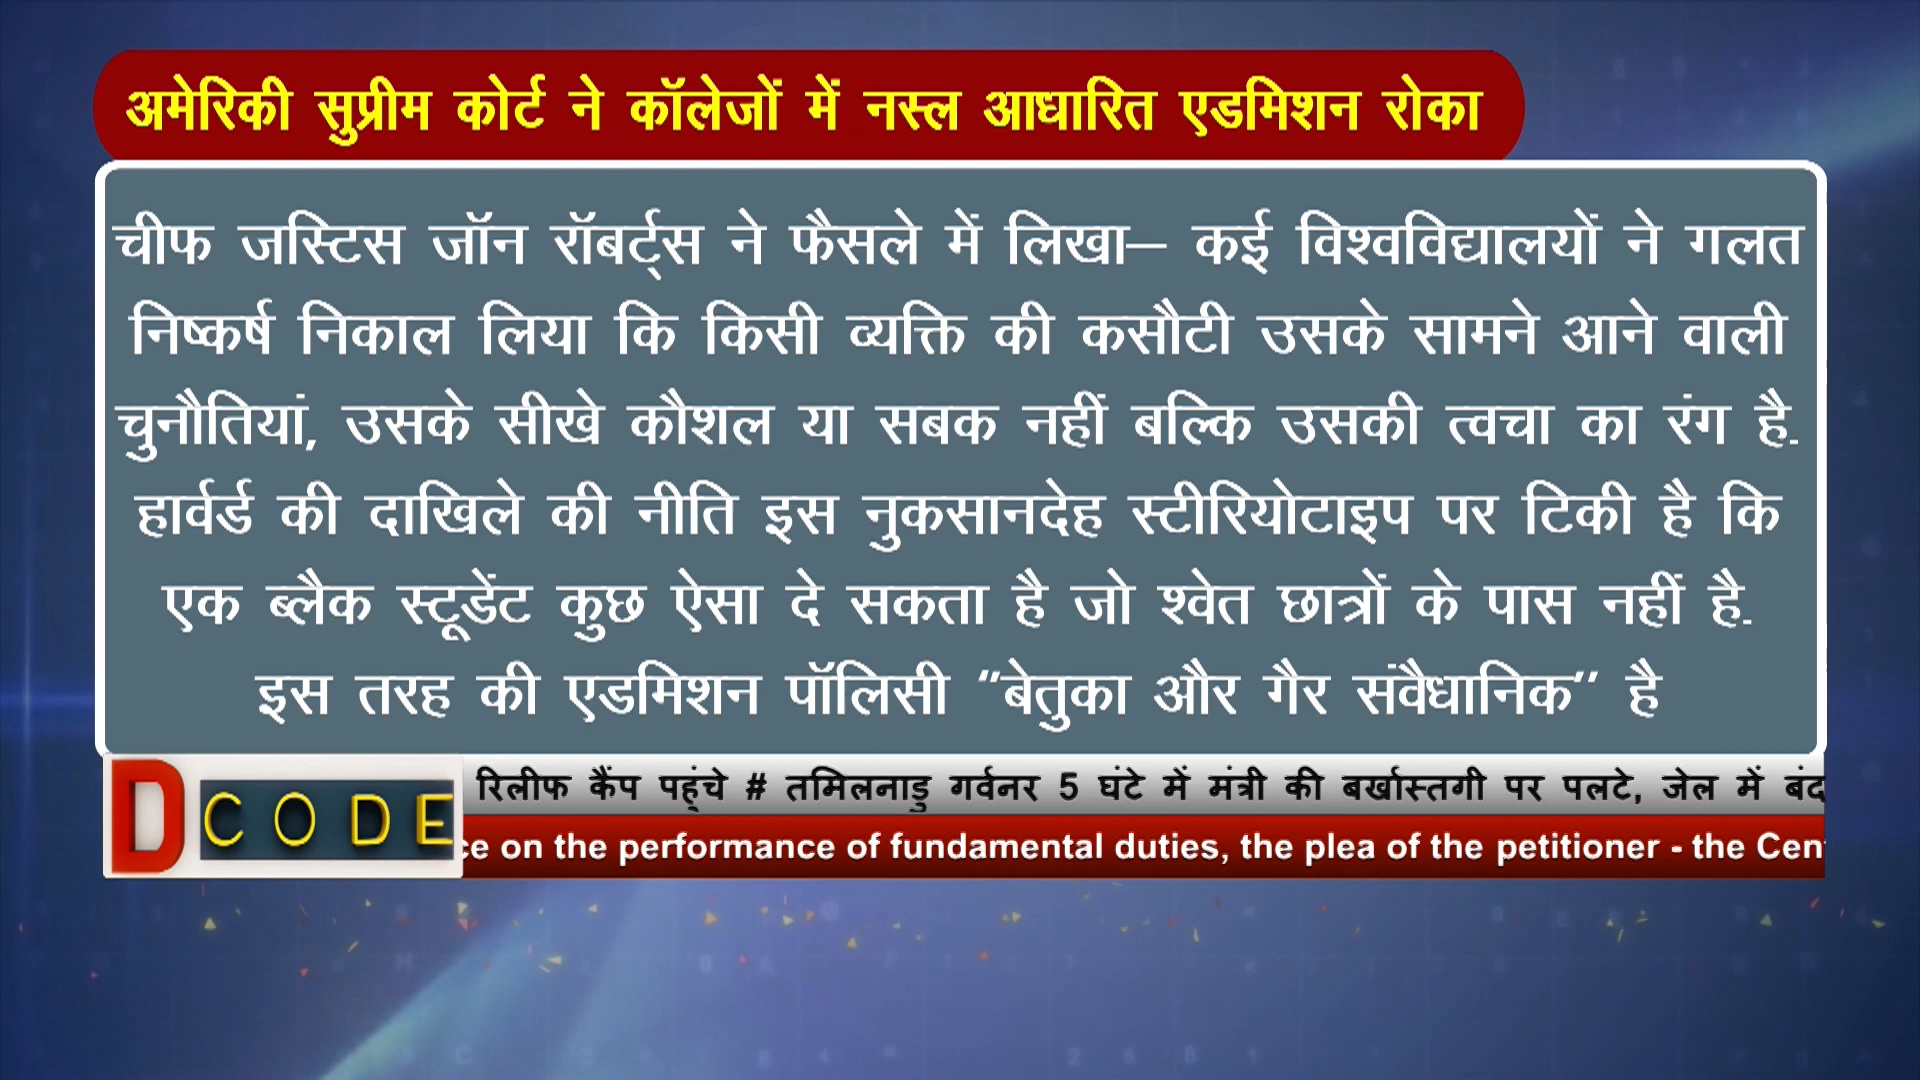 अमेरिकी सुप्रीम कोर्ट ने कॉलेजों में नस्ल आधारित एडमिशन रोका
चीफ जस्टिस जॉन रॉबर्ट्स ने फैसले में लिखा– कई विश्वविद्यालयों ने गलत
निष्कर्ष निकाल लिया कि किसी व्यक्ति की कसौटी उसके सामने आने वाली
चुनौतियां, उसके सीखे कौशल या सबक नहीं बल्कि उसकी त्वचा का रंग है.
हार्वर्ड की दाखिले की नीति इस नुकसानदेह स्टीरियोटाइप पर टिकी है कि
एक ब्लैक स्टूडेंट कुछ ऐसा दे सकता है जो श्वेत छात्रों के पास नहीं है.
इस तरह की एडमिशन पॉलिसी "बेतुका और गैर संवैधानिक" है
D CODE
रिलीफ कैंप पहुंचे # तमिलनाडु गर्वनर 5 घंटे में मंत्री की बर्खास्तगी पर पलटे, जेल में बंद
on the performance of fundamental duties, the plea of the petitioner - the